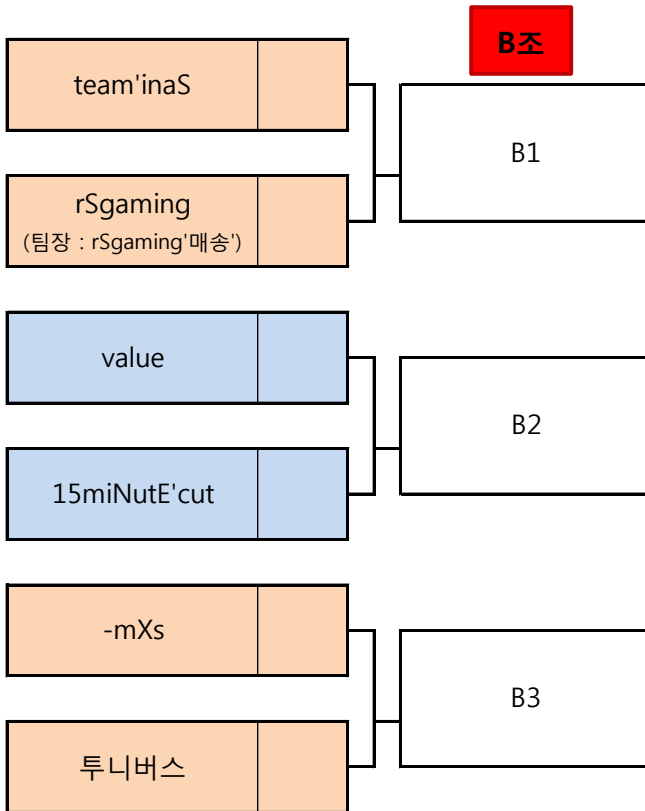 B조
team'inaS
B1
rSgaming
(팀장 : rSgaming'매송')
value
B2
15miNutE'cut
-mXs
B3
투니버스